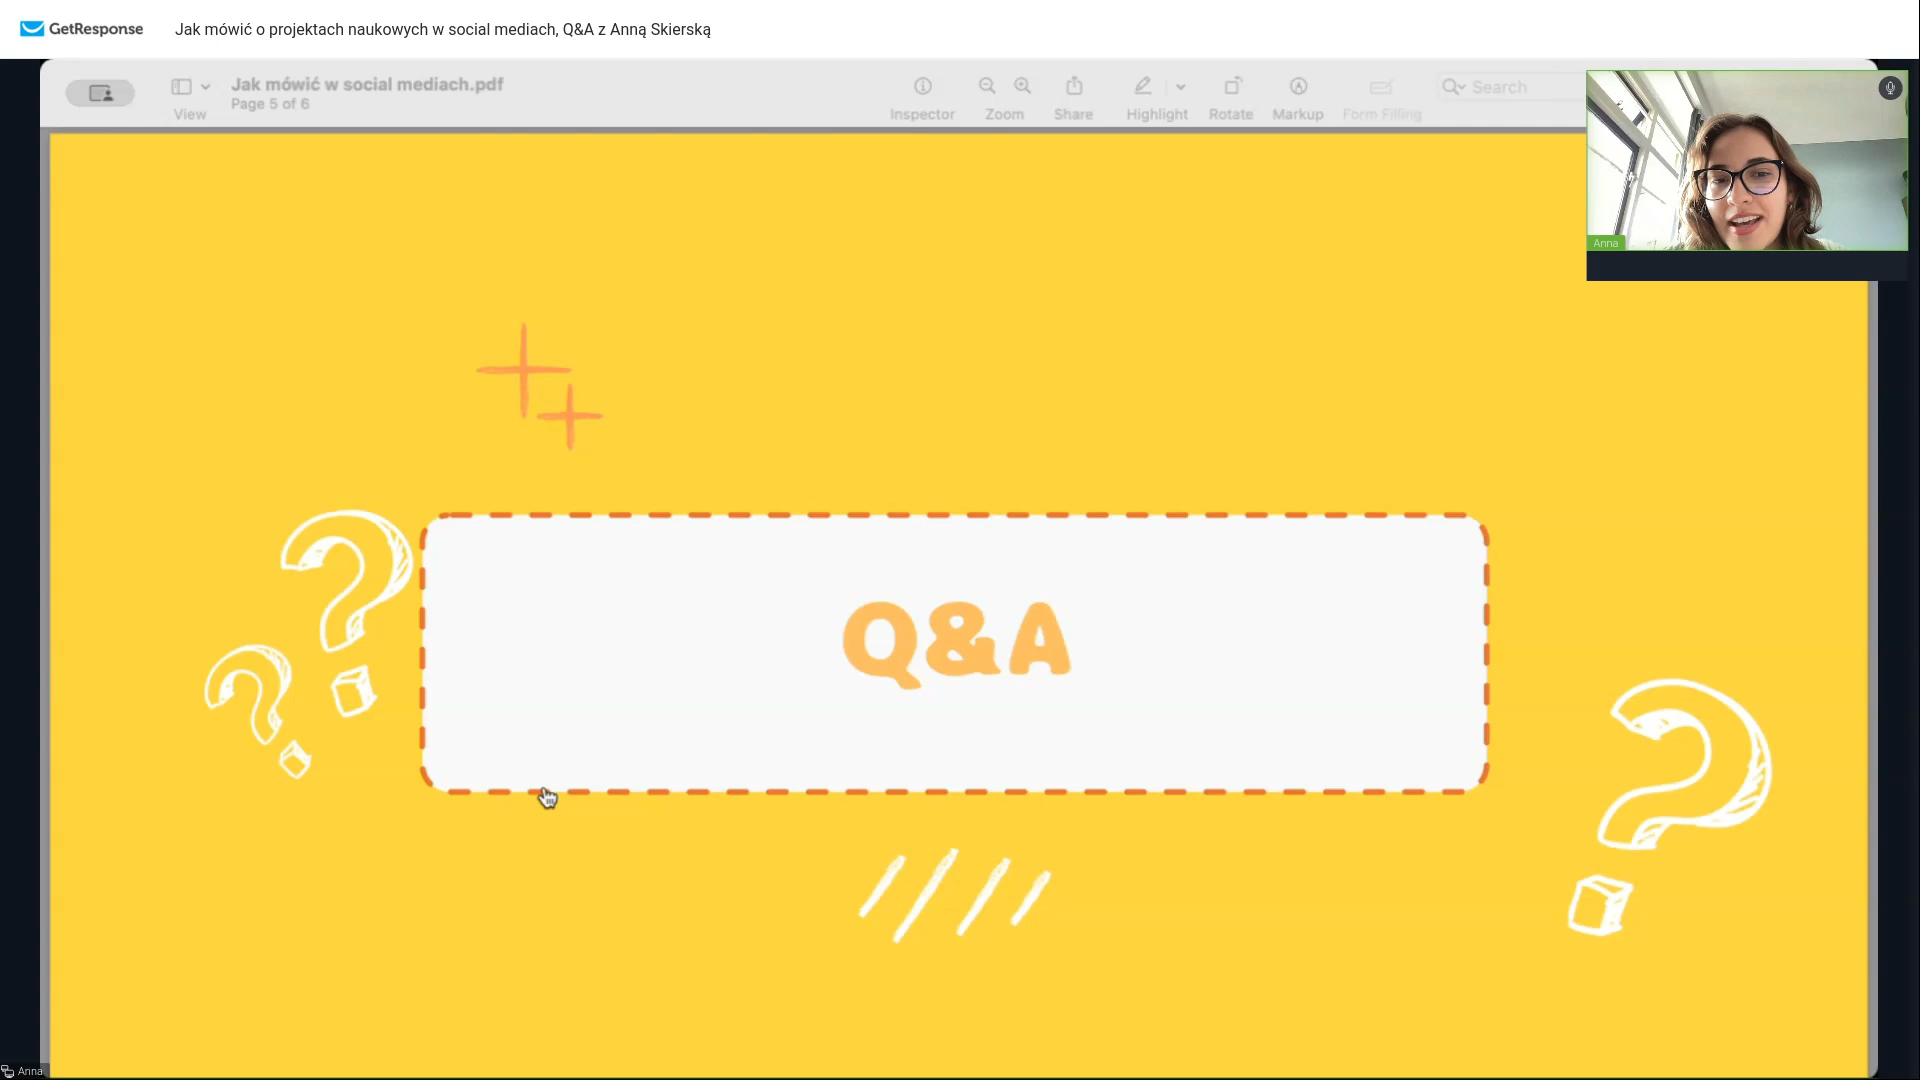 GetResponse
Jak mówić o projektach naukowych w social mediach, Q&A z Anną Skierską
Jak mówić w social mediach.pdf
Page 5 of 6
View
Inspector
Zoom
Share
Highlight
Rotate
Markup
Form Filling
Search
Anna
Q&A
Anna